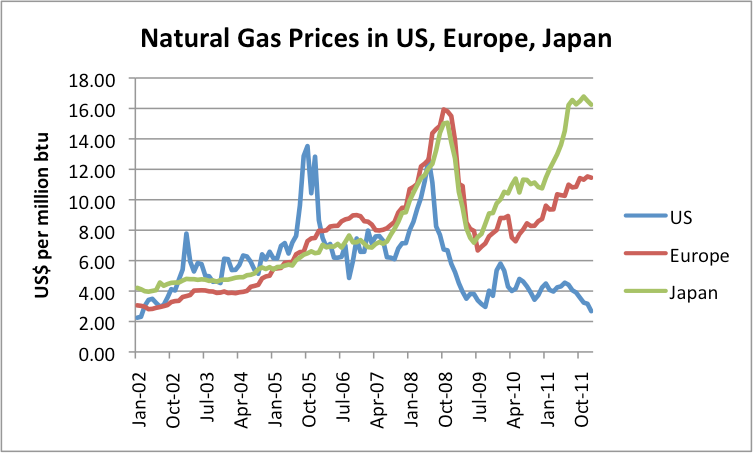 Natural Gas Prices in US, Europe, Japan
US$ per million btu
18.00
16.00
14.00
12.00
10.00
8.00
6.00
4.00
2.00
0.00
Jan-02
Oct-02
Jul-03
Apr-04
Jan-05
Oct-05
Jul-06
Apr-07
Jan-08
Oct-08
Jul-09
Apr-10
Jan-11
Oct-11
US
Europe
Japan